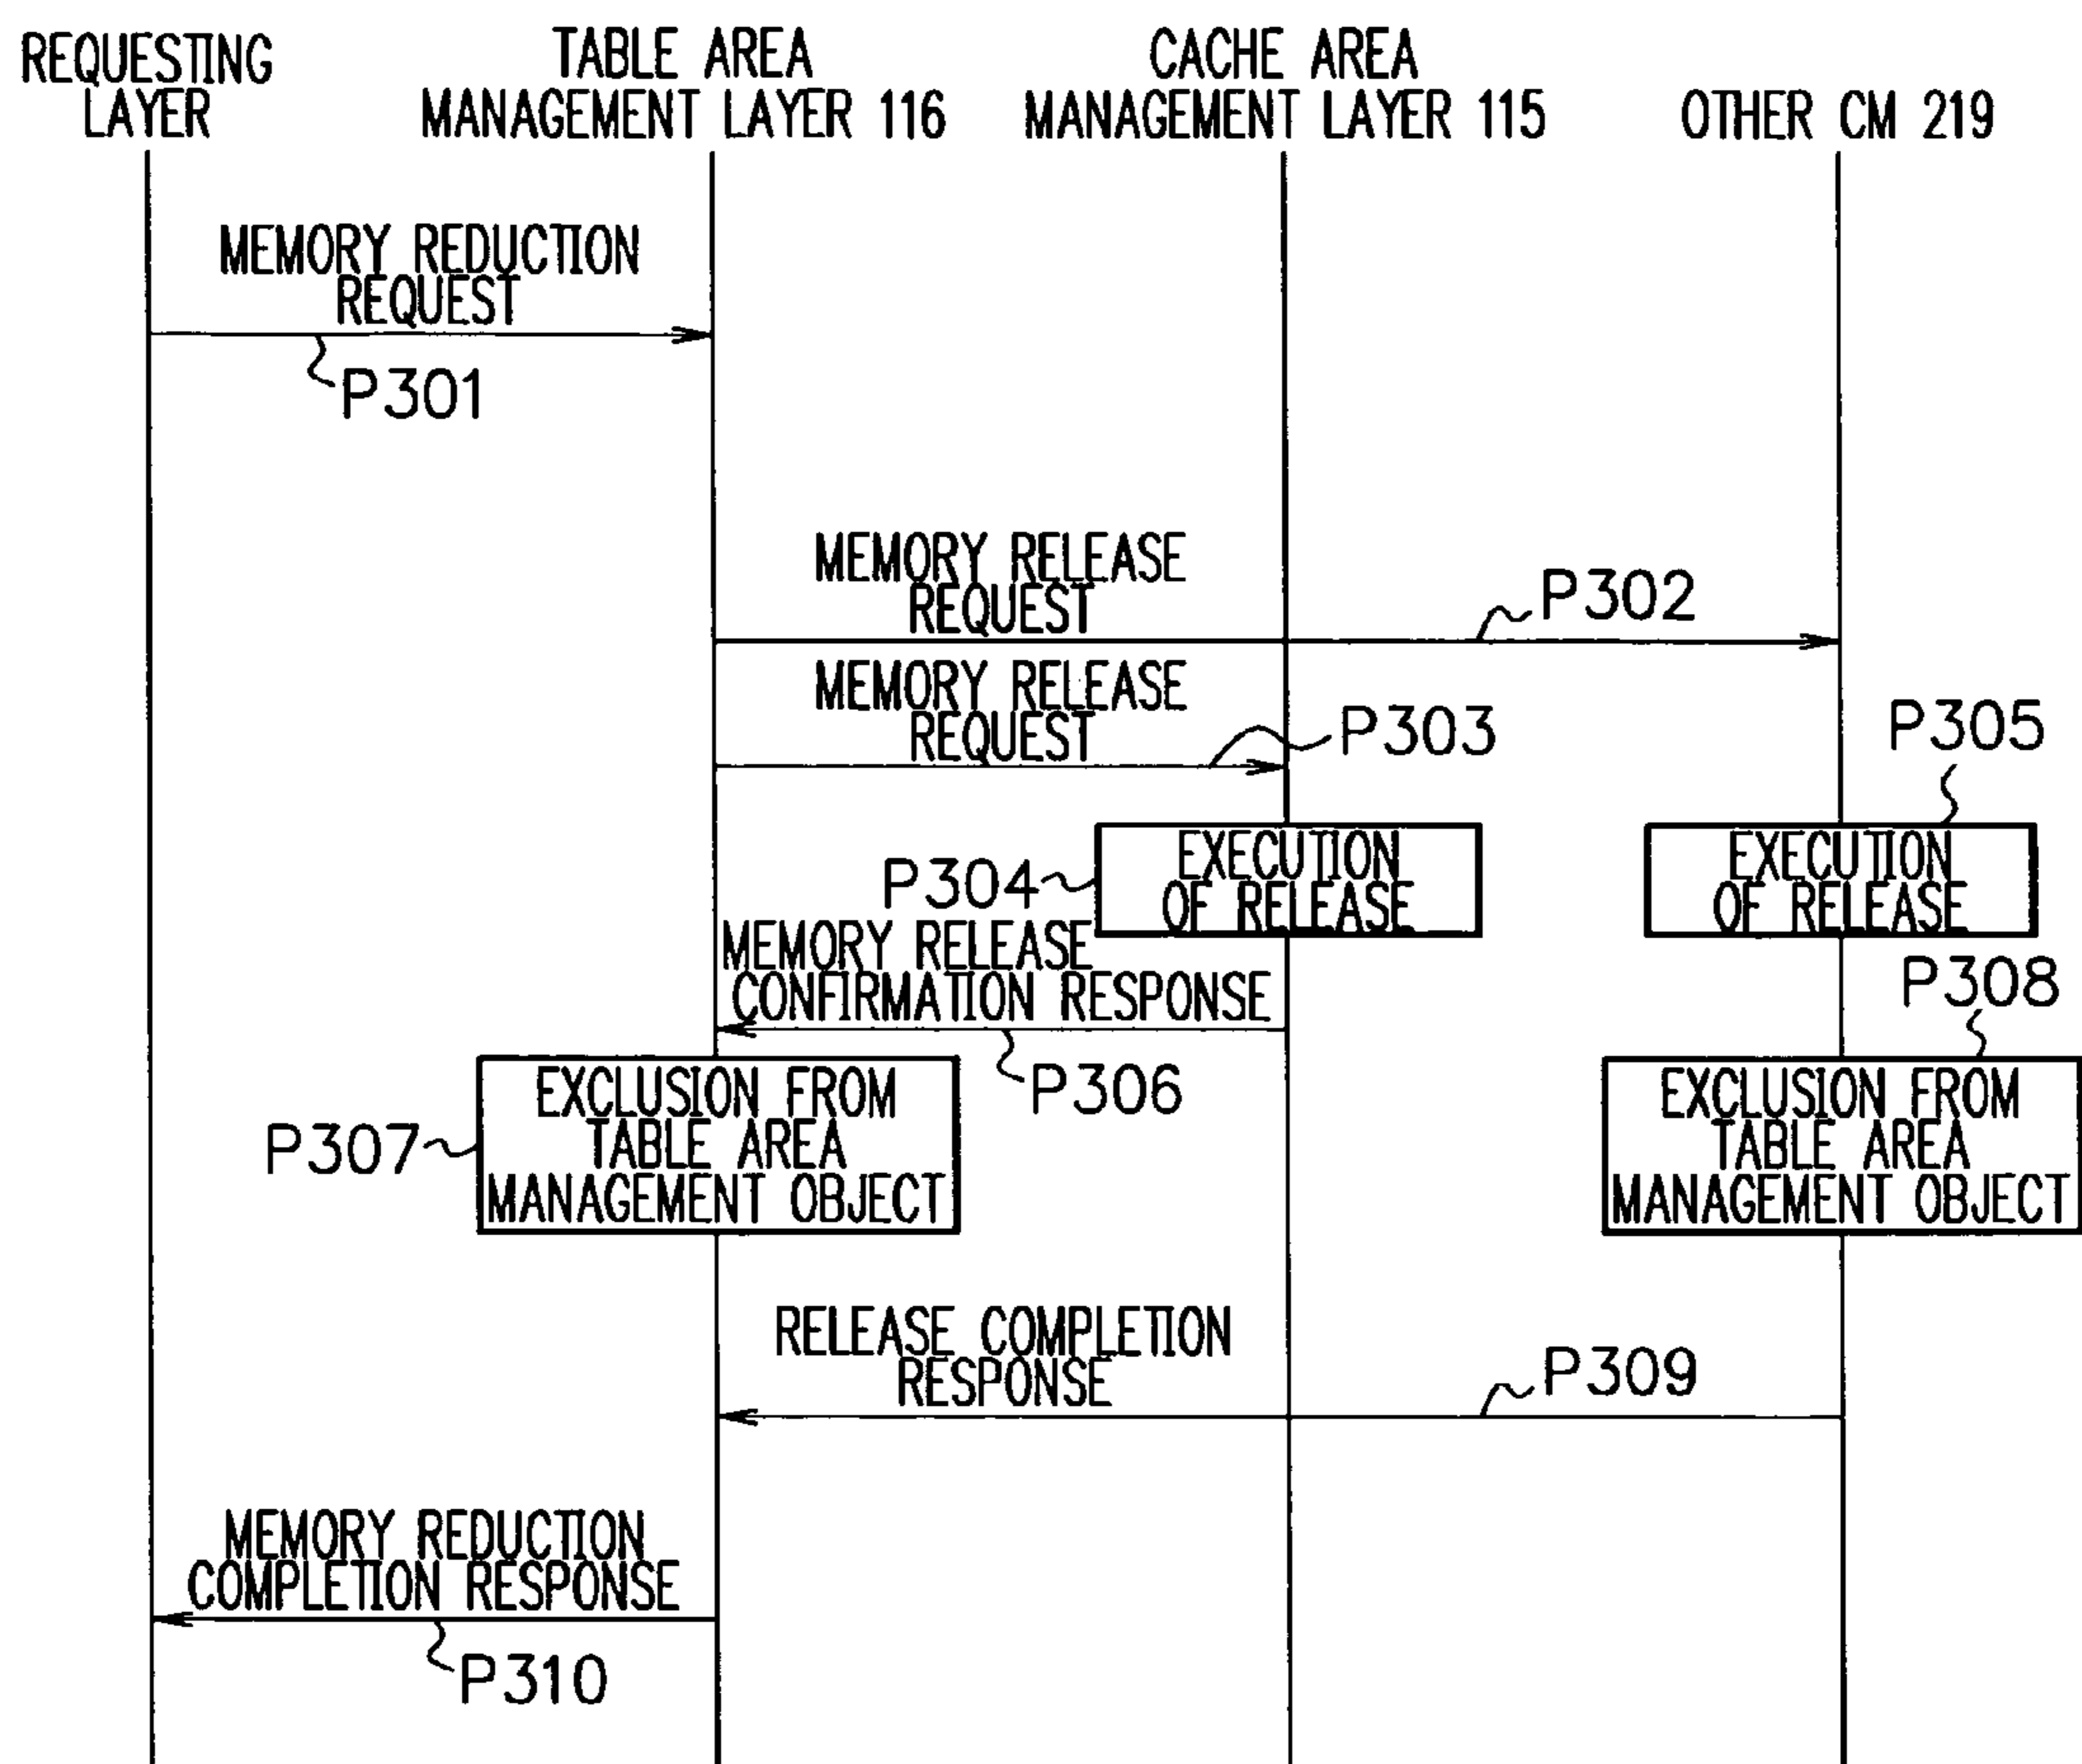 REQUESTING
LAYER
TABLE AREA
MANAGEMENT LAYER 116
CACHE AREA
MANAGEMENT LAYER 115
OTHER CM 219
MEMORY REDUCTION
REQUEST
P301
MEMORY RELEASE
REQUEST
P302
MEMORY RELEASE
REQUEST
P303
P305
P304
EXECUTION
OF RELEASE
EXECUTION
OF RELEASE
MEMORY RELEASE
CONFIRMATION RESPONSE
P306
P308
P307
EXCLUSION FROM
TABLE AREA
MANAGEMENT OBJECT
EXCLUSION FROM
TABLE AREA
MANAGEMENT OBJECT
RELEASE COMPLETION
RESPONSE
P309
MEMORY REDUCTION
COMPLETION RESPONSE
P310